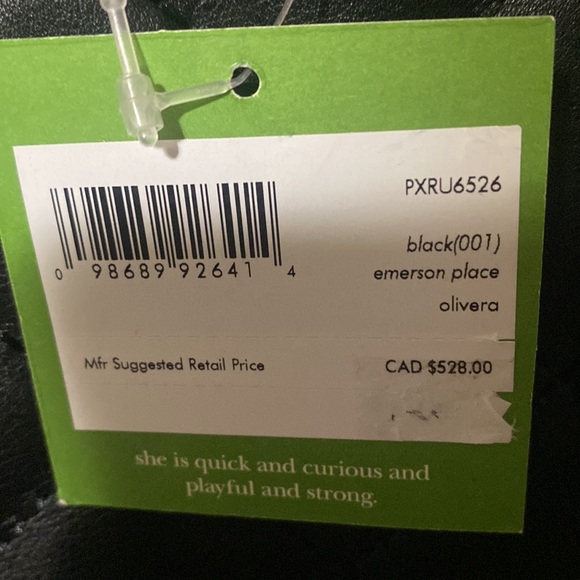 PXRU6526
0 98689 92641 4
black(001)
emerson place
olivera
Mfr Suggested Retail Price
CAD $528.00
she is quick and curious and
playful and strong.